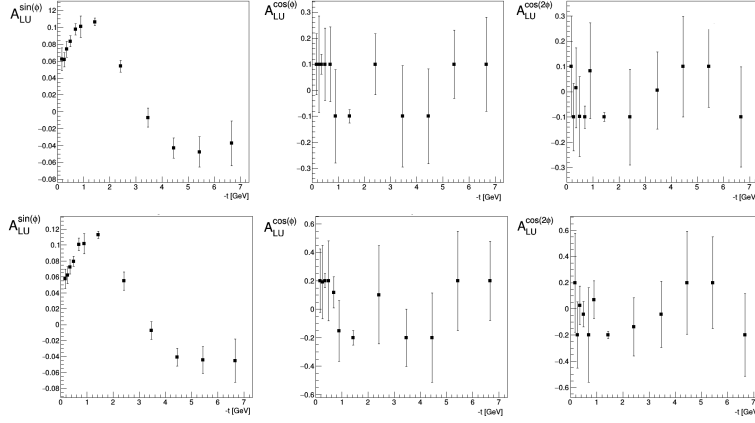 A_LU^sin(φ)
0.12
0.1
0.08
0.06
0.04
0.02
0
−0.02
−0.04
−0.06
−0.08
0 1 2 3 4 5 6 7
-t [GeV]
A_LU^cos(φ)
0.3
0.2
0.1
0
−0.1
−0.2
−0.3
0 1 2 3 4 5 6 7
-t [GeV]
A_LU^cos(2φ)
0.3
0.2
0.1
0
−0.1
−0.2
−0.3
0 1 2 3 4 5 6 7
-t [GeV]
A_LU^sin(φ)
0.12
0.1
0.08
0.06
0.04
0.02
0
−0.02
−0.04
−0.06
−0.08
0 1 2 3 4 5 6 7
-t [GeV]
A_LU^cos(φ)
0.6
0.4
0.2
0
−0.2
−0.4
−0.6
0 1 2 3 4 5 6 7
-t [GeV]
A_LU^cos(2φ)
0.6
0.4
0.2
0
−0.2
−0.4
−0.6
0 1 2 3 4 5 6 7
-t [GeV]